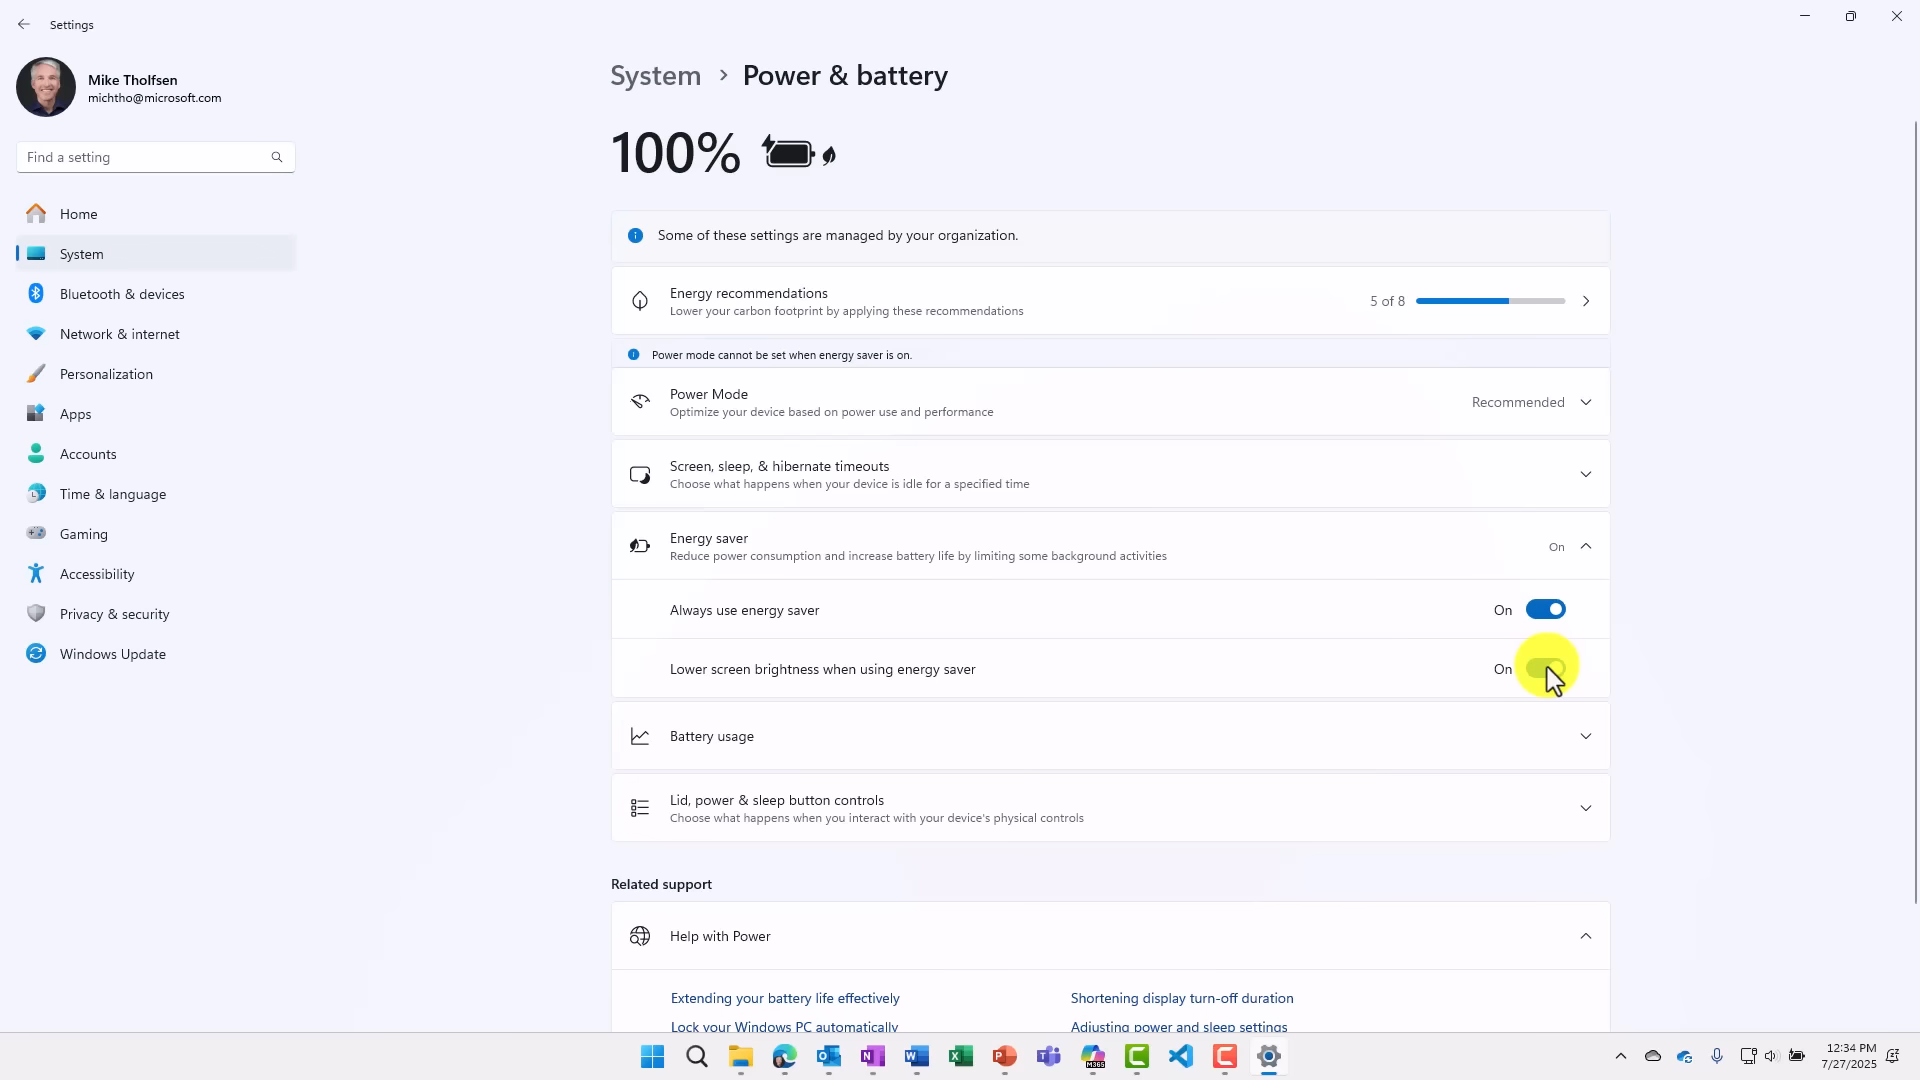 Settings
Mike Tholfsen
michtho@microsoft.com
Find a setting
Home
System
Bluetooth & devices
Network & internet
Personalization
Apps
Accounts
Time & language
Gaming
Accessibility
Privacy & security
Windows Update
System > Power & battery
100%
Some of these settings are managed by your organization.
Energy recommendations
Lower your carbon footprint by applying these recommendations
5 of 8
Power mode cannot be set when energy saver is on.
Power Mode
Optimize your device based on power use and performance
Recommended
Screen, sleep, & hibernate timeouts
Choose what happens when your device is idle for a specified time
Energy saver
Reduce power consumption and increase battery life by limiting some background activities
On
Always use energy saver
On
Lower screen brightness when using energy saver
On
Battery usage
Lid, power & sleep button controls
Choose what happens when you interact with your device's physical controls
Related support
Help with Power
Extending your battery life effectively
Shortening display turn-off duration
Lock your Windows PC automatically
Adjusting power and sleep settings
M365
12:34 PM
7/27/2025